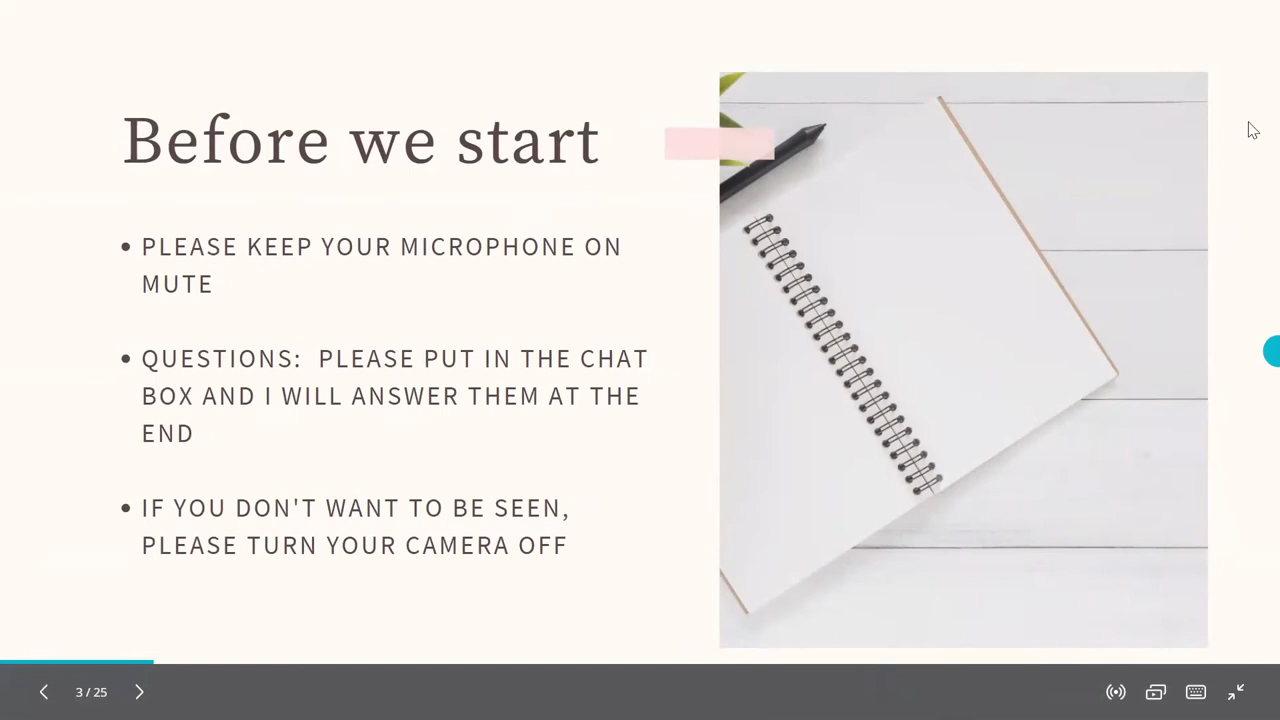 Before we start
• PLEASE KEEP YOUR MICROPHONE ON
MUTE
• QUESTIONS:  PLEASE PUT IN THE CHAT
BOX AND I WILL ANSWER THEM AT THE
END
• IF YOU DON'T WANT TO BE SEEN,
PLEASE TURN YOUR CAMERA OFF
3 / 25